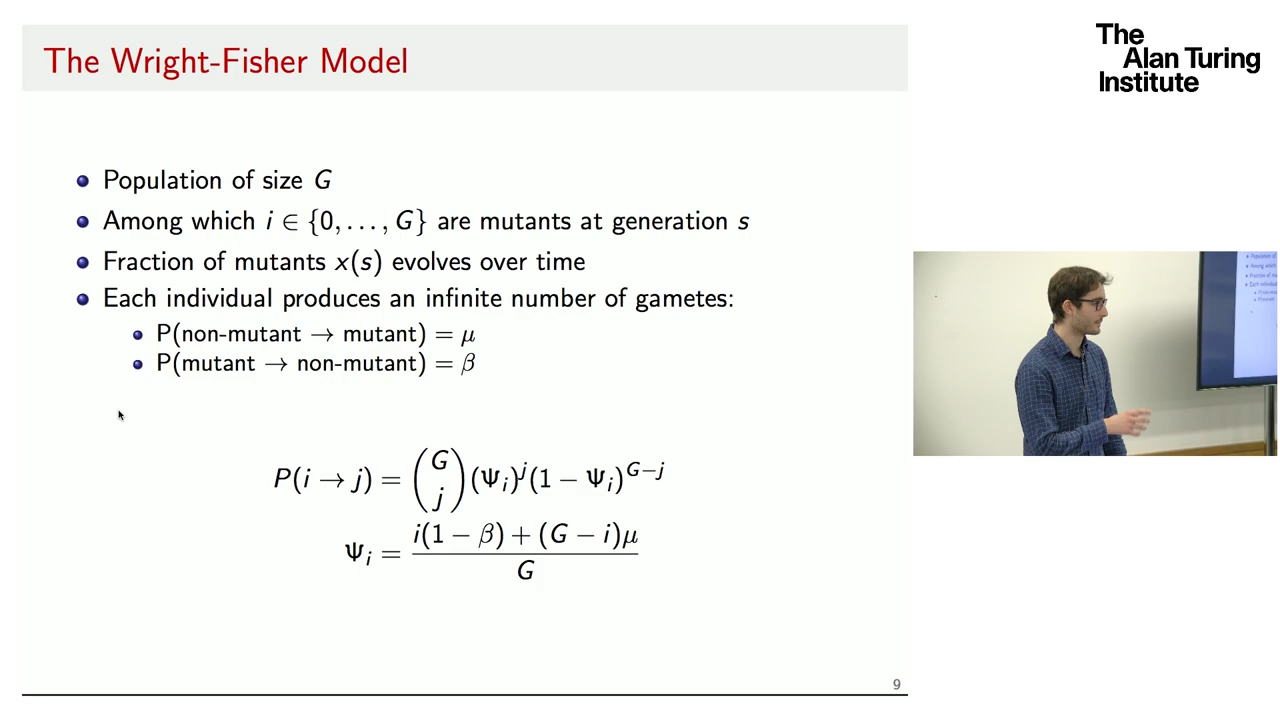 The Wright-Fisher Model
The
Alan Turing
Institute
Population of size G
Among which i ∈ {0, . . . , G} are mutants at generation s
Fraction of mutants x(s) evolves over time
Each individual produces an infinite number of gametes:
P(non-mutant → mutant) = μ
P(mutant → non-mutant) = β
P(i → j) = (G j) (Ψi)^j (1 − Ψi)^{G−j}
Ψi = i(1 − β) + (G − i)μ / G
9